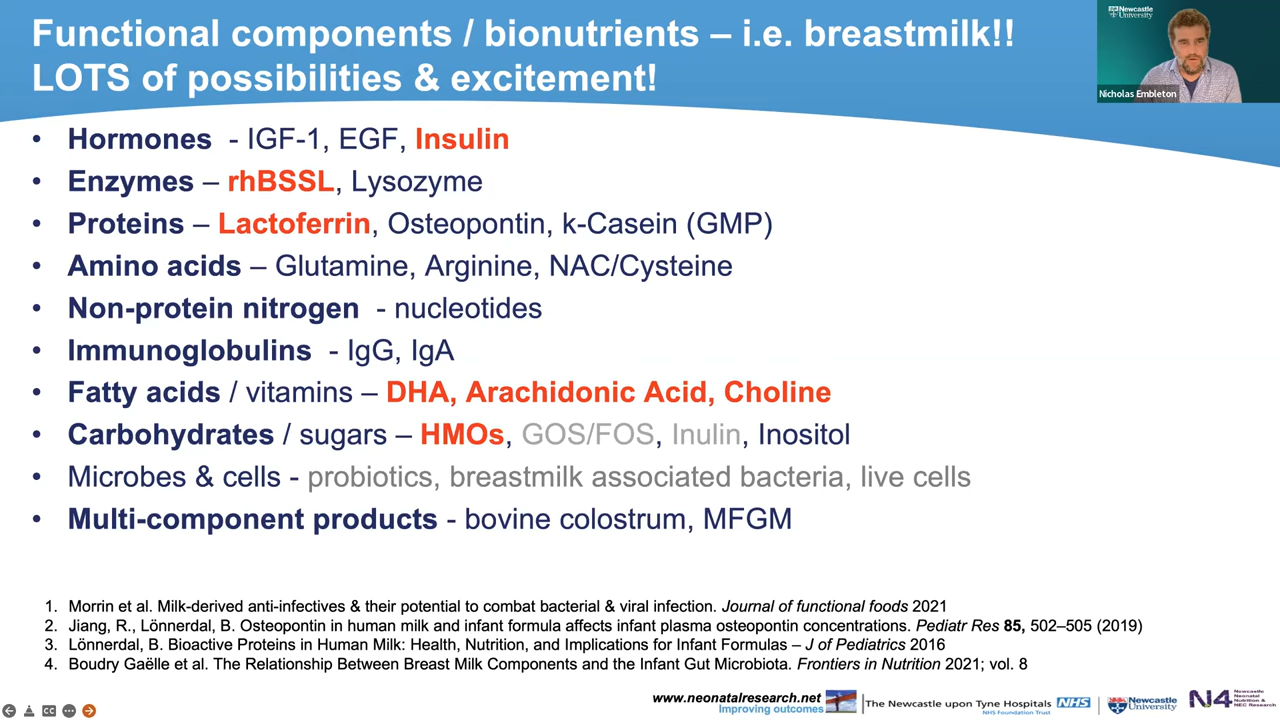 Functional components / bionutrients – i.e. breastmilk!!
LOTS of possibilities & excitement!
Newcastle
University
Nicholas Embleton
• Hormones - IGF-1, EGF, Insulin
• Enzymes – rhBSSL, Lysozyme
• Proteins – Lactoferrin, Osteopontin, k-Casein (GMP)
• Amino acids – Glutamine, Arginine, NAC/Cysteine
• Non-protein nitrogen - nucleotides
• Immunoglobulins - IgG, IgA
• Fatty acids / vitamins – DHA, Arachidonic Acid, Choline
• Carbohydrates / sugars – HMOs, GOS/FOS, Inulin, Inositol
• Microbes & cells - probiotics, breastmilk associated bacteria, live cells
• Multi-component products - bovine colostrum, MFGM
1. Morrin et al. Milk-derived anti-infectives & their potential to combat bacterial & viral infection. Journal of functional foods 2021
2. Jiang, R., Lönnerdal, B. Osteopontin in human milk and infant formula affects infant plasma osteopontin concentrations. Pediatr Res 85, 502–505 (2019)
3. Lönnerdal, B. Bioactive Proteins in Human Milk: Health, Nutrition, and Implications for Infant Formulas – J of Pediatrics 2016
4. Boudry Gaëlle et al. The Relationship Between Breast Milk Components and the Infant Gut Microbiota. Frontiers in Nutrition 2021; vol. 8
CC
www.neonatalresearch.net
Improving outcomes
The Newcastle upon Tyne Hospitals NHS
NHS Foundation Trust
Newcastle
University
N4
Newcastle
Neonatal
Nutrition &
NEC Research